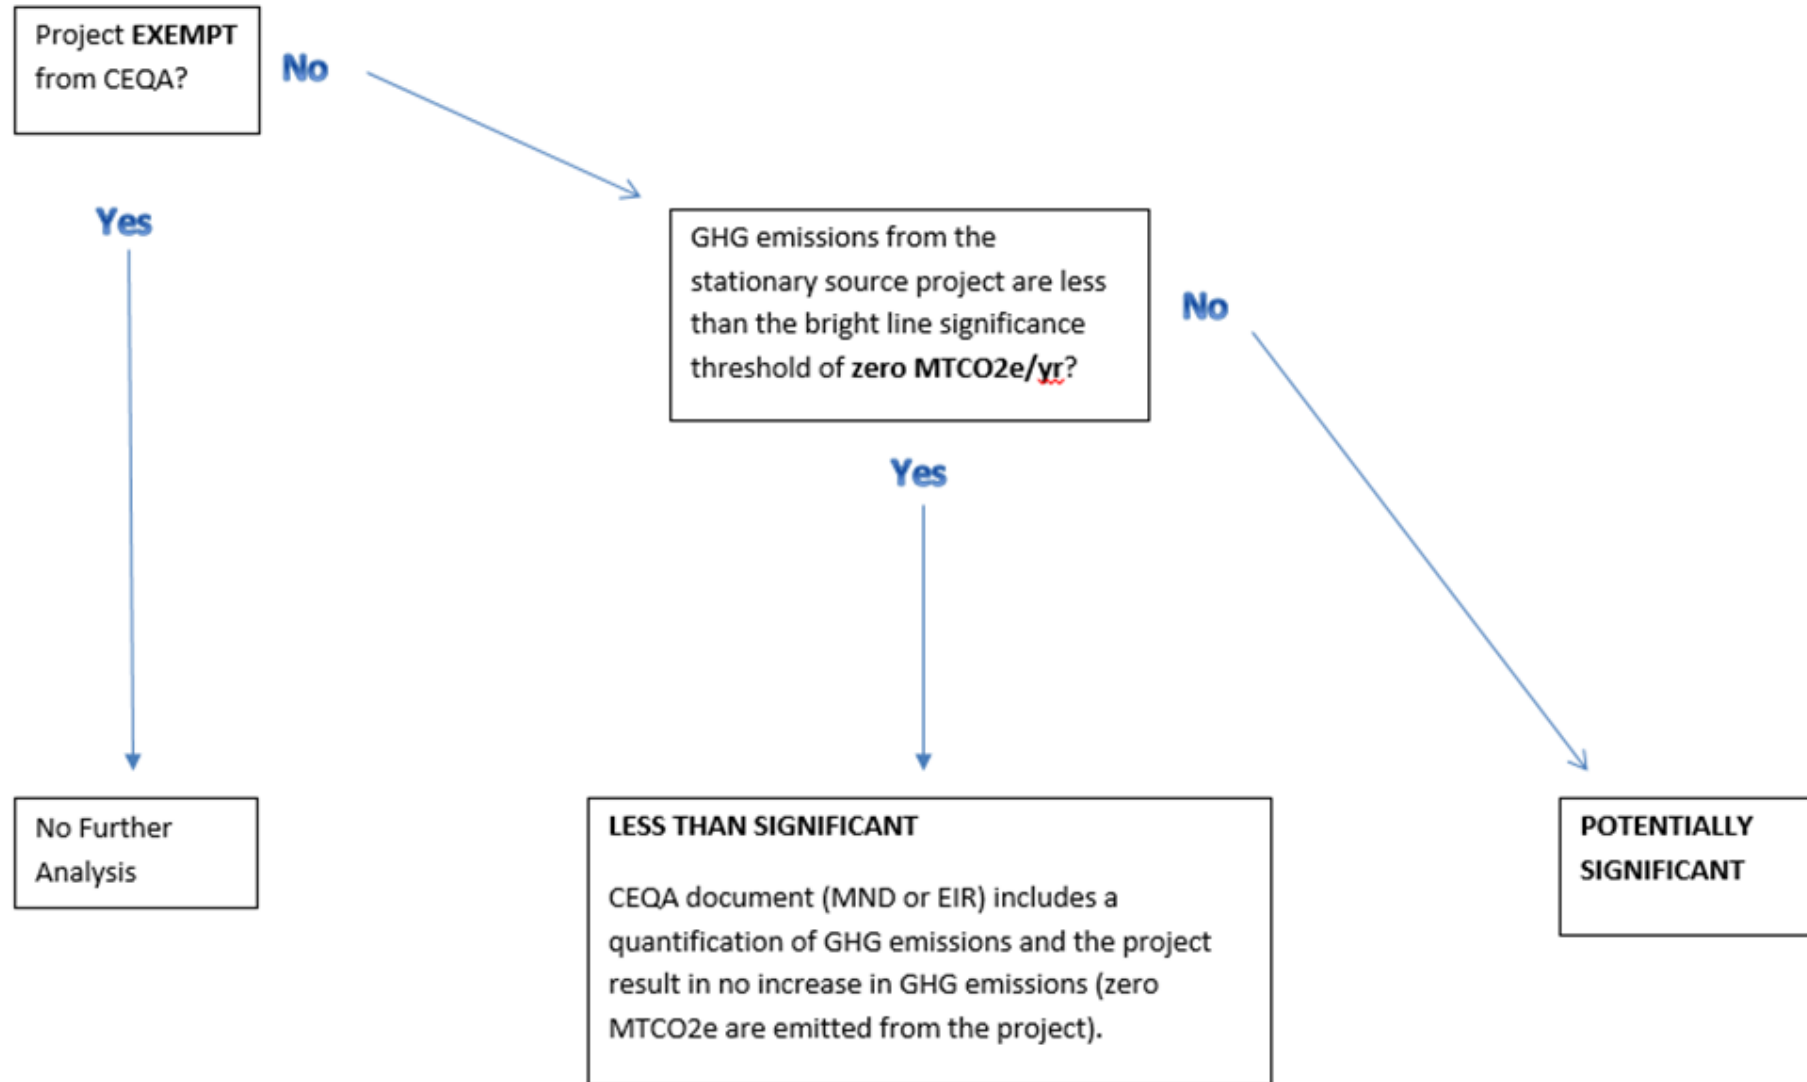 Project EXEMPT
from CEQA?
No
Yes
GHG emissions from the
stationary source project are less
than the bright line significance
threshold of zero MTCO2e/yr?
No
Yes
No Further
Analysis
LESS THAN SIGNIFICANT
CEQA document (MND or EIR) includes a
quantification of GHG emissions and the project
result in no increase in GHG emissions (zero
MTCO2e are emitted from the project).
POTENTIALLY
SIGNIFICANT